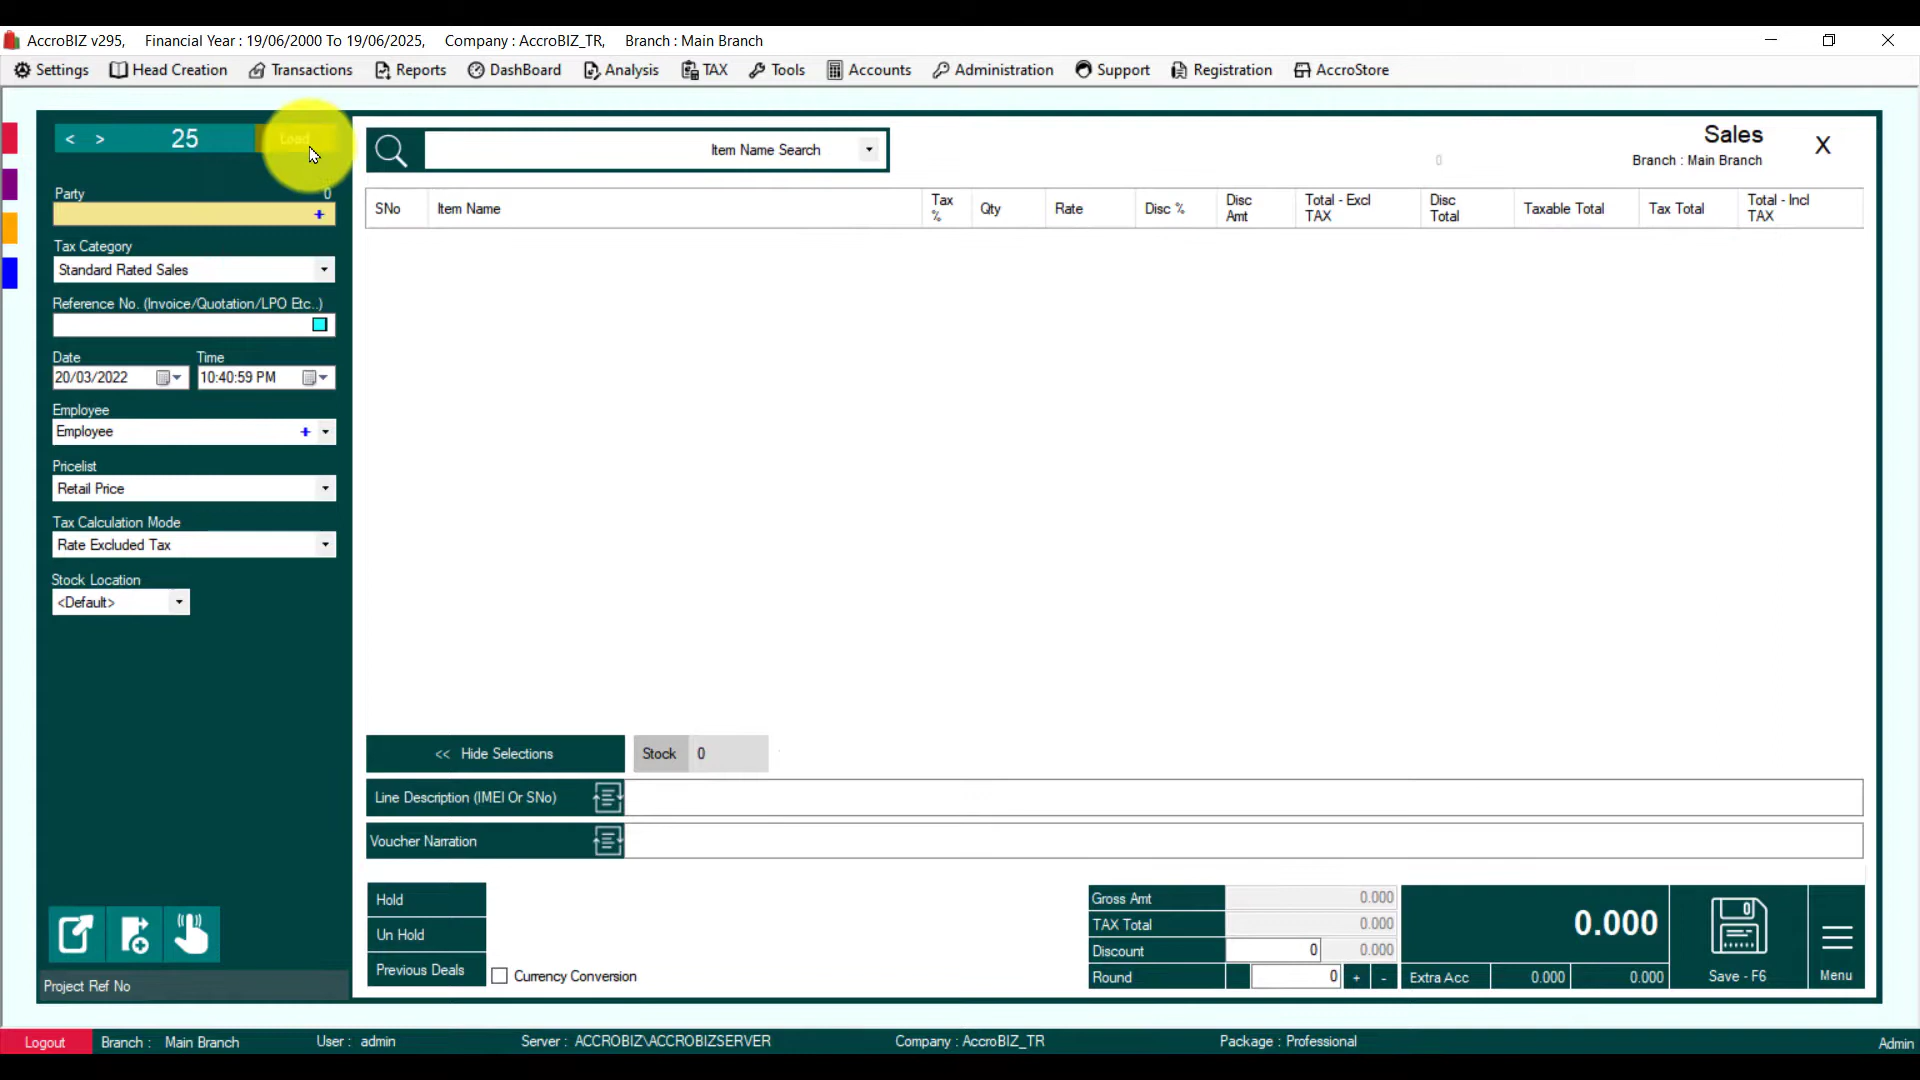 AccroBIZ v295, Financial Year : 19/06/2000 To 19/06/2025, Company : AccroBIZ_TR, Branch : Main Branch
Settings Head Creation Transactions Reports DashBoard Analysis TAX Tools Accounts Administration Support Registration AccroStore
< > 25 Load
Item Name Search
Sales
X
0
Branch : Main Branch
Party 0
+
Tax Category
Standard Rated Sales
Reference No. (Invoice/Quotation/LPO Etc..)
Date Time
20/03/2022 10:40:59 PM
Employee
Employee +
Pricelist
Retail Price
Tax Calculation Mode
Rate Excluded Tax
Stock Location
<Default>
SNo Item Name Tax % Qty Rate Disc % Disc Amt Total - Excl TAX Disc Total Taxable Total Tax Total Total - Incl TAX
<< Hide Selections Stock 0
Line Description (IMEI Or SNo)
Voucher Narration
Hold
Un Hold
Previous Deals
Currency Conversion
Gross Amt 0.000
TAX Total 0.000
Discount 0 0.000
Round 0 + -
0.000
Extra Acc 0.000 0.000
Save - F6
Menu
Project Ref No
Logout Branch : Main Branch User : admin Server : ACCROBIZ\ACCROBIZSERVER Company : AccroBIZ_TR Package : Professional Admin